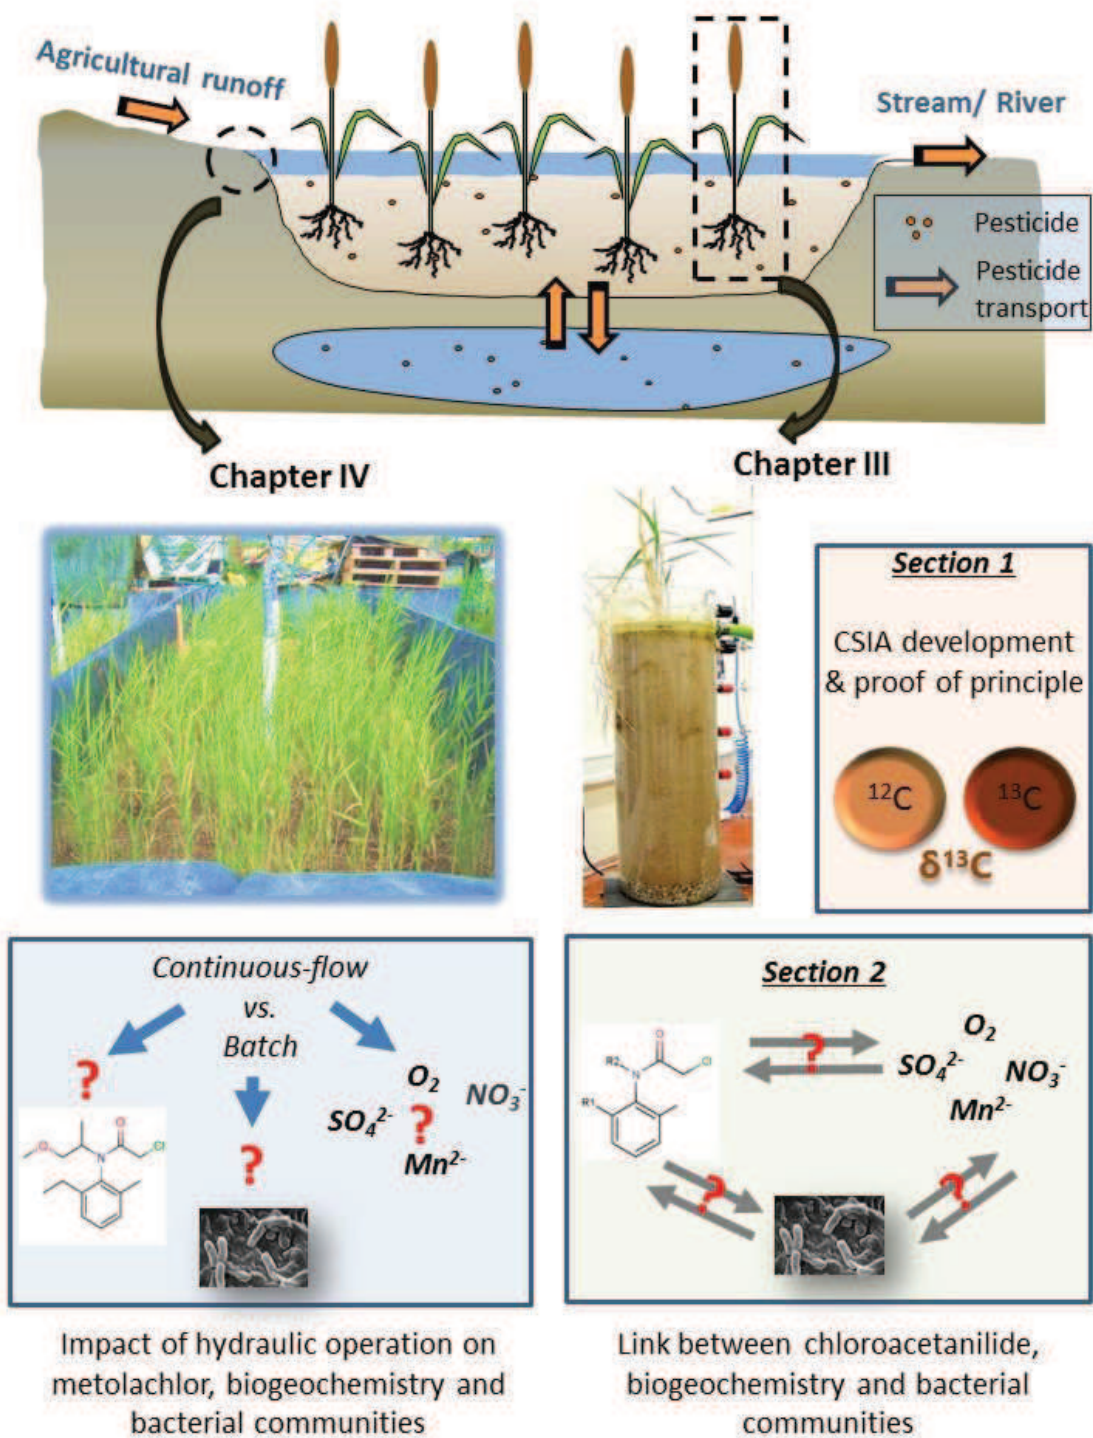 Agricultural runoff
Stream/ River
Pesticide
Pesticide
transport
Chapter IV
Chapter III
Section 1
CSIA development
& proof of principle
¹²C
¹³C
δ¹³C
Continuous-flow
vs.
Batch
?
O₂
NO₃⁻
SO₄²⁻
?
Mn²⁻
?
O
O
N
Cl
Section 2
O
R2
N
Cl
R1
?
O₂
SO₄²⁻
NO₃⁻
Mn²⁻
?
?
Impact of hydraulic operation on
metolachlor, biogeochemistry and
bacterial communities
Link between chloroacetanilide,
biogeochemistry and bacterial
communities